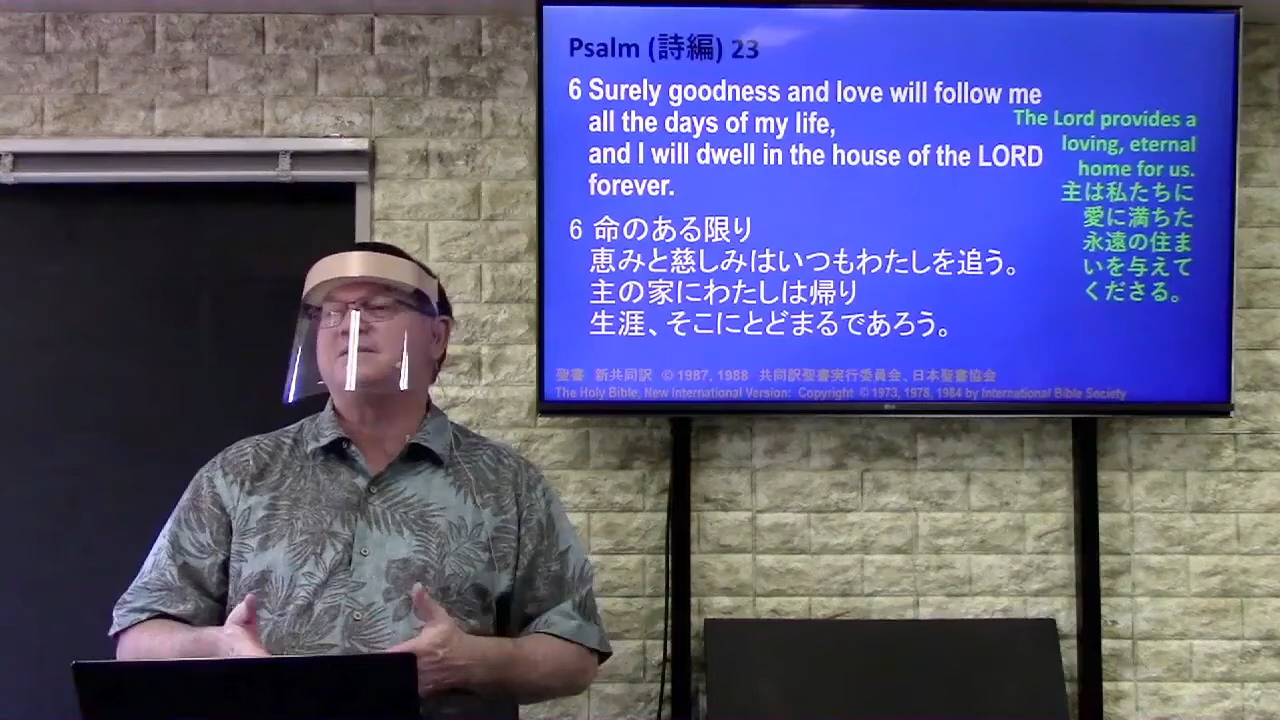 Psalm (詩編) 23
6 Surely goodness and love will follow me
all the days of my life,
and I will dwell in the house of the LORD
forever.
The Lord provides a
loving, eternal
home for us.
主は私たちに
愛に満ちた
永遠の住ま
いを与えて
くださる。
6 命のある限り
恵みと慈しみはいつもわたしを追う。
主の家にわたしは帰り
生涯、そこにとどまるであろう。
聖書 新共同訳 © 1987, 1988 共同訳聖書実行委員会、日本聖書協会
The Holy Bible, New International Version: Copyright © 1973, 1978, 1984 by International Bible Society
LG